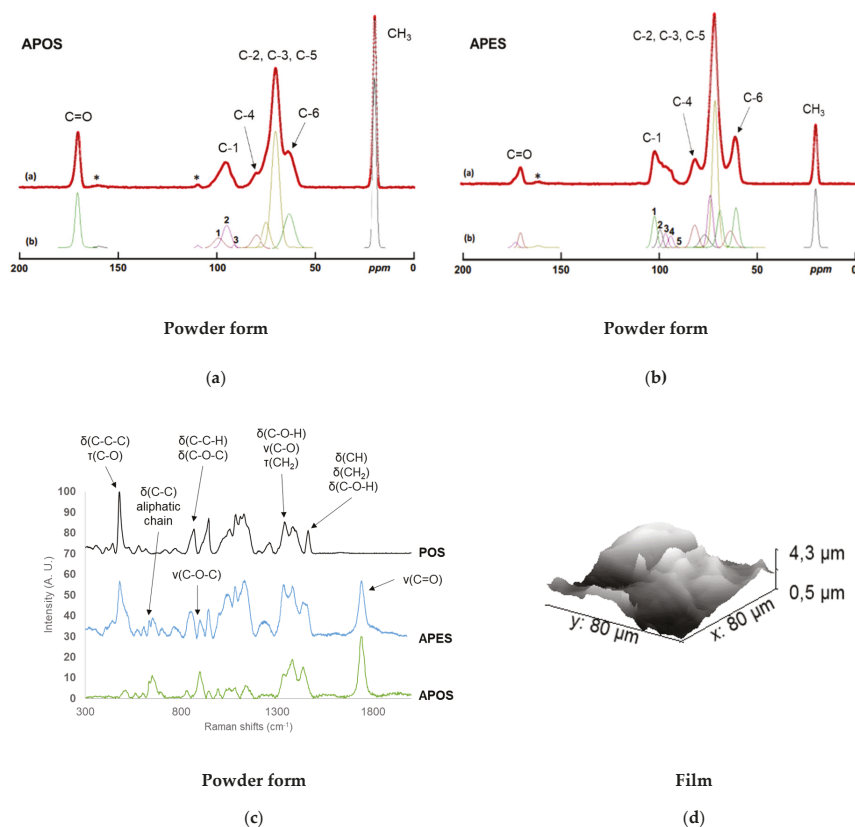 APOS
C=O
*
*
C-1
C-4
C-2, C-3, C-5
C-6
CH₃
(a)
(b)
1
2
3
200
150
100
50
ppm
0
Powder form
(a)
APES
C=O
*
C-1
C-4
C-2, C-3, C-5
C-6
CH₃
(a)
(b)
1
2
3
4
5
200
150
100
50
ppm
0
Powder form
(b)
δ(C-C-C)
τ(C-O)
δ(C-C)
aliphatic
chain
δ(C-C-H)
δ(C-O-C)
ν(C-O-C)
δ(C-O-H)
ν(C-O)
τ(CH₂)
δ(CH)
δ(CH₂)
δ(C-O-H)
ν(C=O)
POS
APES
APOS
Intensity (A. U.)
100
90
80
70
60
50
40
30
20
10
0
300
800
1300
1800
Raman shifts (cm⁻¹)
Powder form
(c)
4,3 µm
0,5 µm
x: 80 µm
y: 80 µm
Film
(d)